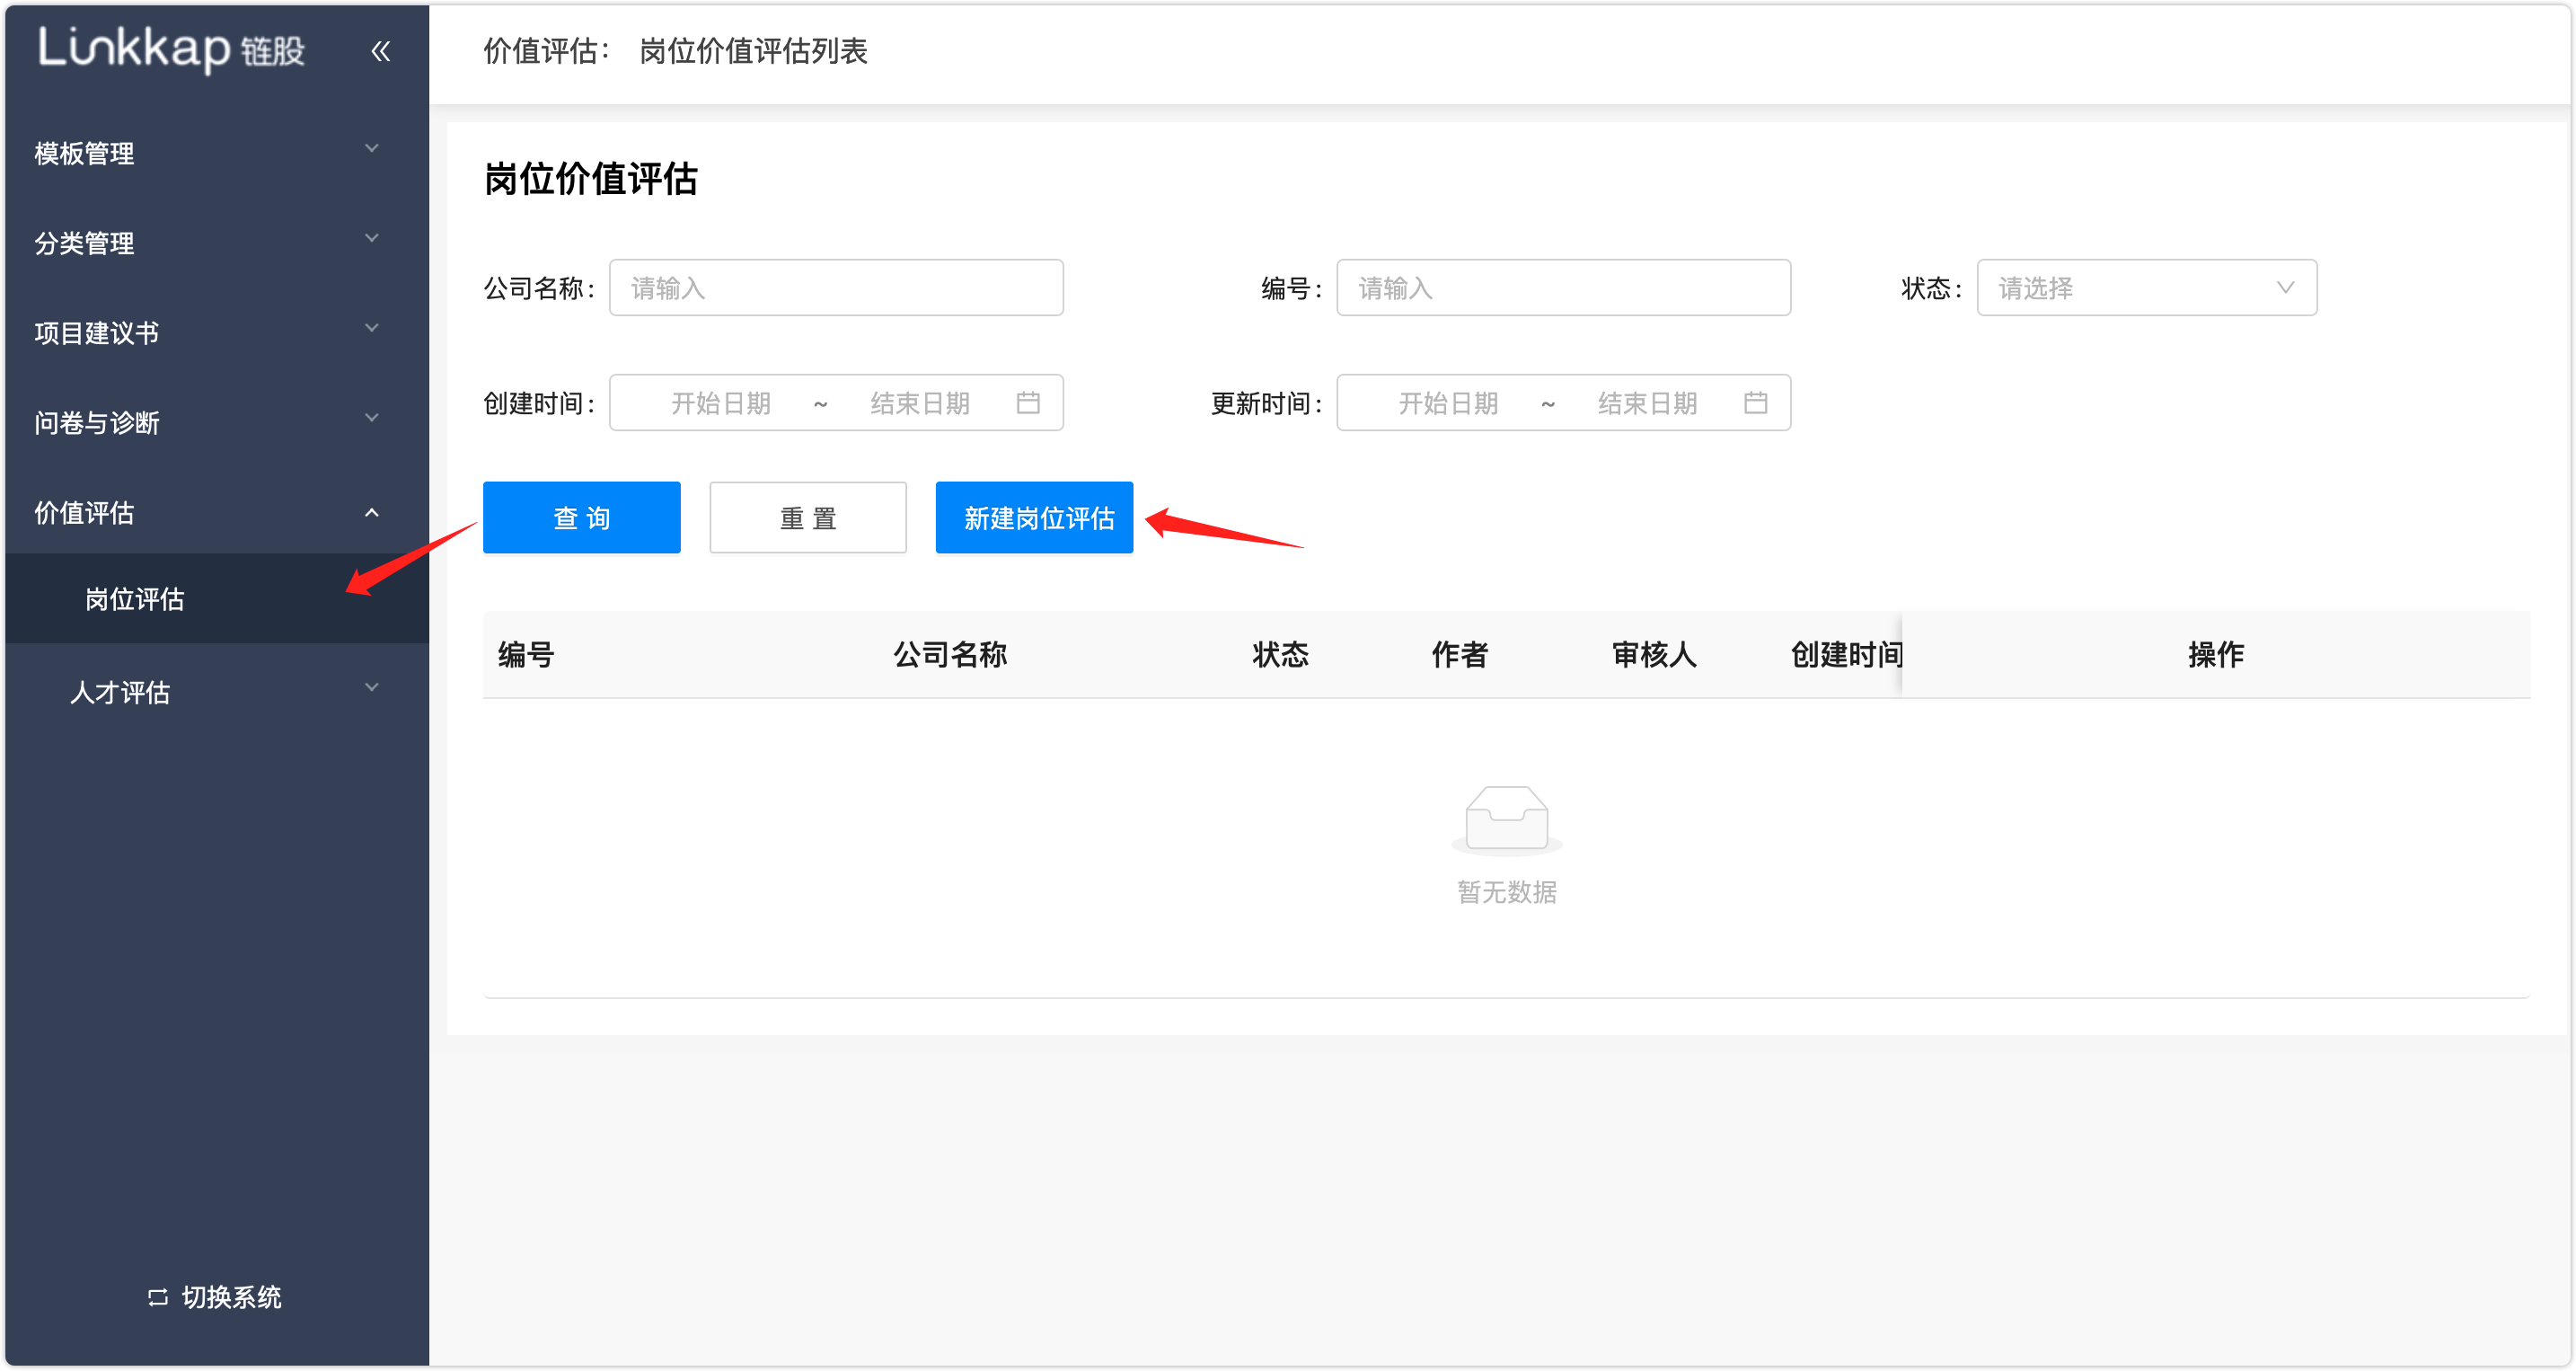 Linkkap 链股
价值评估： 岗位价值评估列表
模板管理
分类管理
项目建议书
问卷与诊断
价值评估
岗位评估
人才评估
切换系统
岗位价值评估
公司名称： 请输入 编号： 请输入 状态： 请选择
创建时间： 开始日期 ~ 结束日期 更新时间： 开始日期 ~ 结束日期
查 询 重 置 新建岗位评估
编号 公司名称 状态 作者 审核人 创建时间 操作
暂无数据